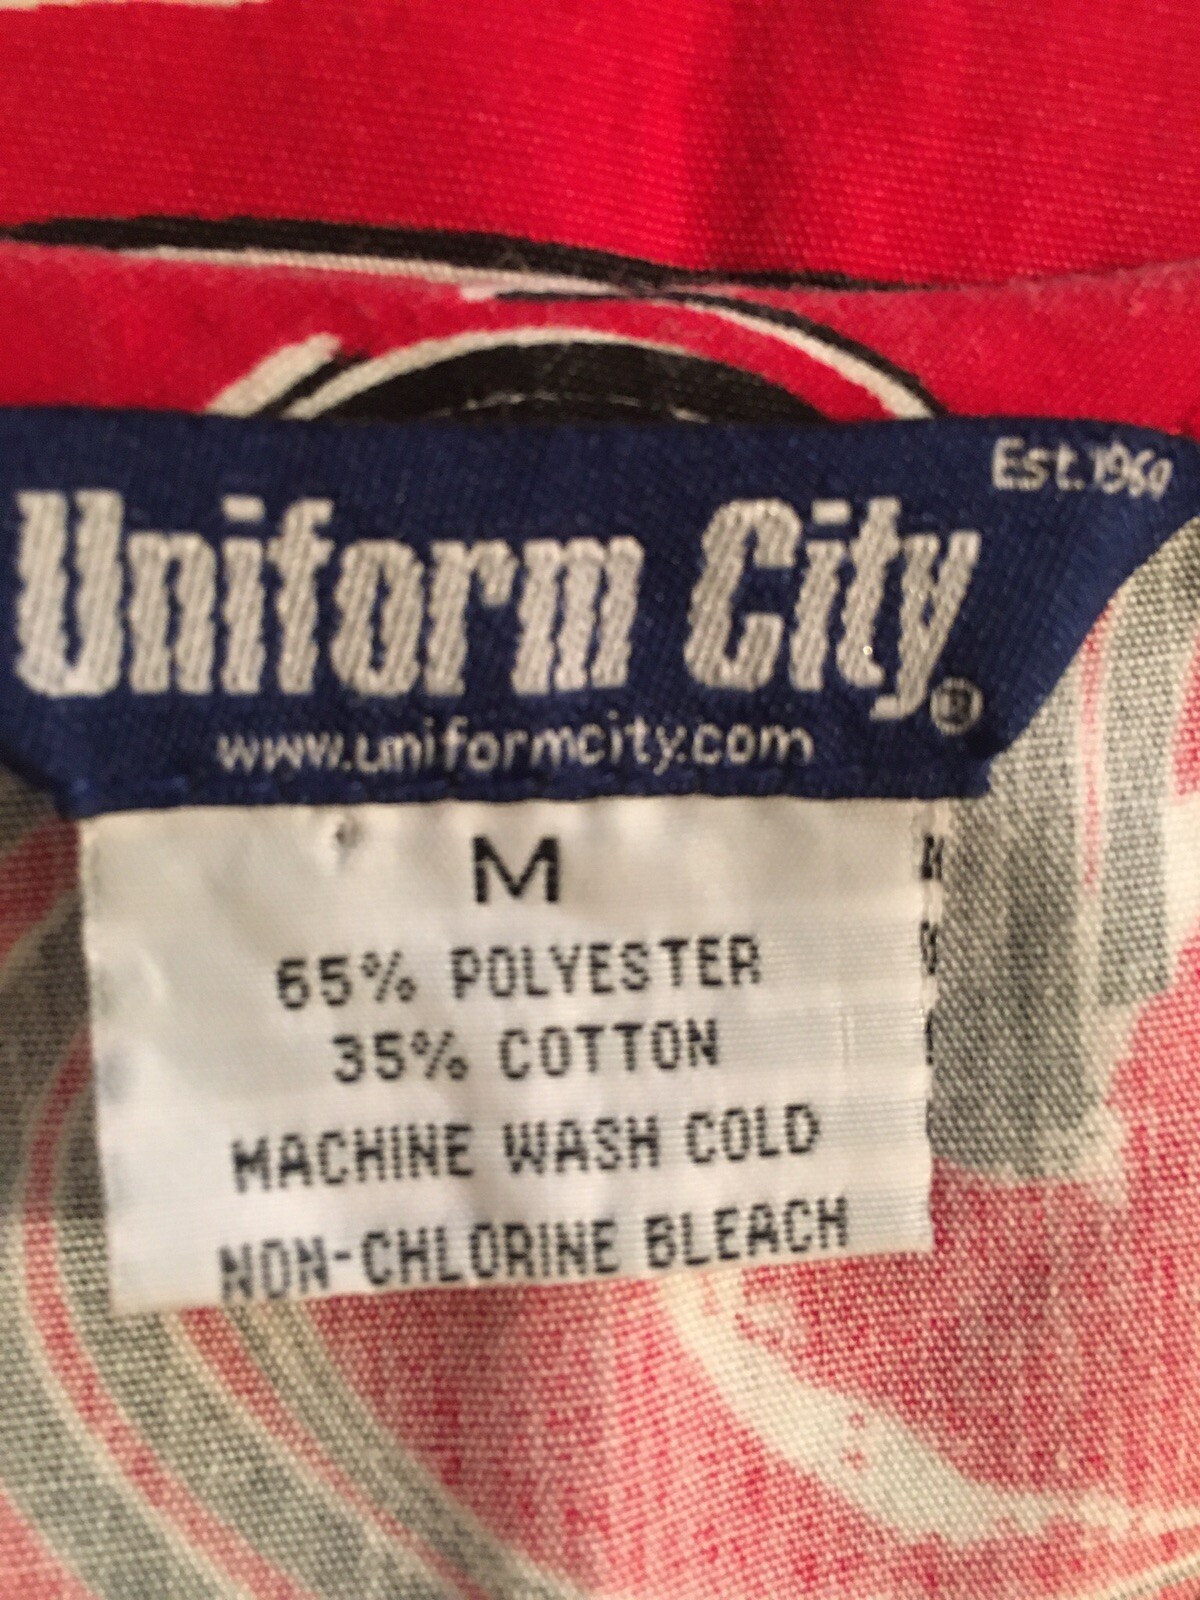 Est. 1960
Uniform City®
www.uniformcity.com
M
65% POLYESTER
35% COTTON
MACHINE WASH COLD
NON-CHLORINE BLEACH